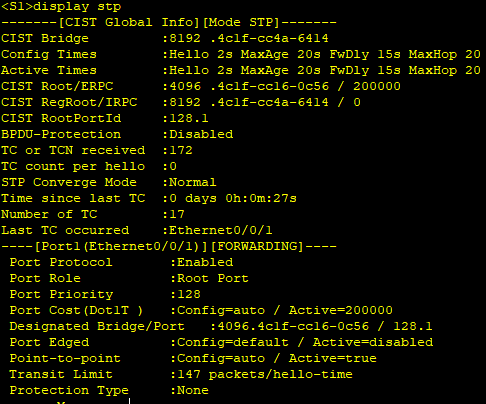 <S1>display stp
-------[CIST Global Info][Mode STP]-------
CIST Bridge         :8192 .4c1f-cc4a-6414
Config Times        :Hello 2s MaxAge 20s FwDly 15s MaxHop 20
Active Times        :Hello 2s MaxAge 20s FwDly 15s MaxHop 20
CIST Root/ERPC      :4096 .4c1f-cc16-0c56 / 200000
CIST RegRoot/IRPC   :8192 .4c1f-cc4a-6414 / 0
CIST RootPortId     :128.1
BPDU-Protection     :Disabled
TC or TCN received  :172
TC count per hello  :0
STP Converge Mode   :Normal
Time since last TC  :0 days 0h:0m:27s
Number of TC        :17
Last TC occurred    :Ethernet0/0/1
----[Port1(Ethernet0/0/1)][FORWARDING]----
 Port Protocol       :Enabled
 Port Role           :Root Port
 Port Priority       :128
 Port Cost(Dot1T )   :Config=auto / Active=200000
 Designated Bridge/Port   :4096.4c1f-cc16-0c56 / 128.1
 Port Edged          :Config=default / Active=disabled
 Point-to-point      :Config=auto / Active=true
 Transit Limit       :147 packets/hello-time
 Protection Type     :None